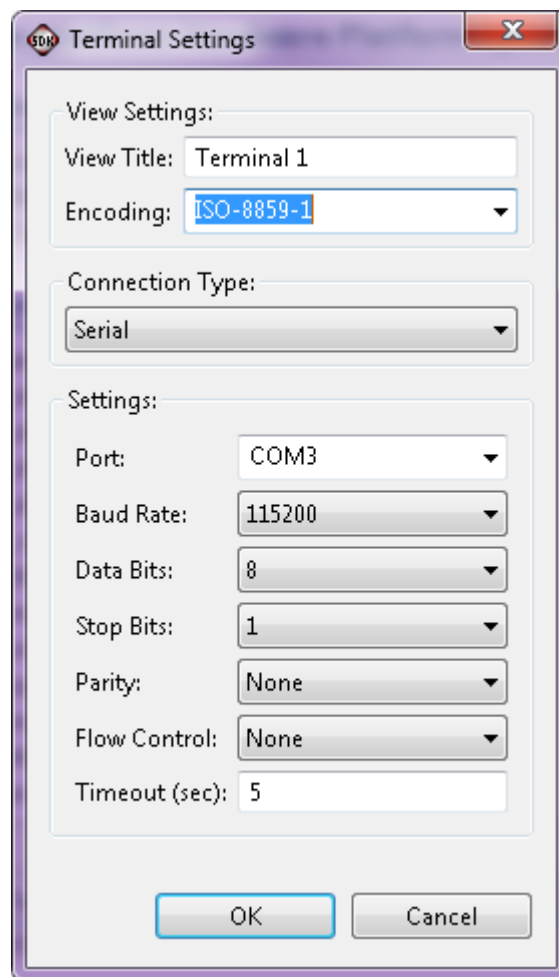 SDK Terminal Settings
View Settings:
View Title: Terminal 1
Encoding: ISO-8859-1
Connection Type:
Serial
Settings:
Port: COM3
Baud Rate: 115200
Data Bits: 8
Stop Bits: 1
Parity: None
Flow Control: None
Timeout (sec): 5
OK Cancel